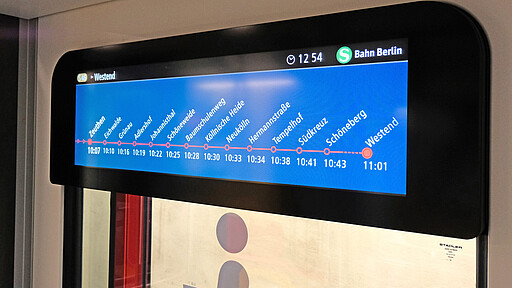 ▸ Westend
12 54
S Bahn Berlin
Zeuthen
Eichwalde
Grünau
Adlershof
Johannisthal
Schöneweide
Baumschulenweg
Köllnische Heide
Neukölln
Hermannstraße
Tempelhof
Südkreuz
Schöneberg
Westend
10:07 10:10 10:16 10:19 10:22 10:25 10:28 10:30 10:33 10:34 10:38 10:41 10:43 11:01
STADLER